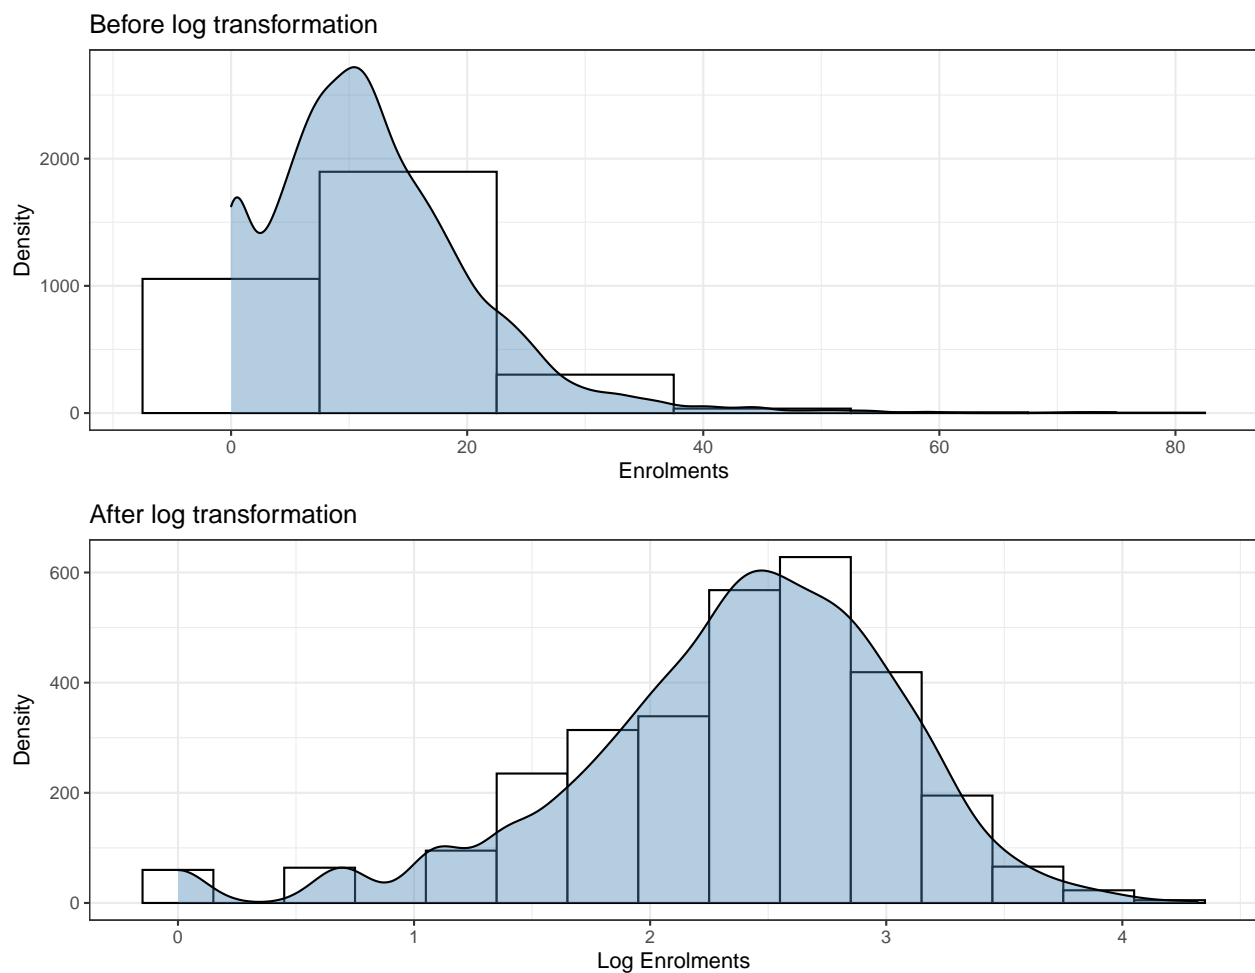 Before log transformation
Density
2000
1000
0
0 20 40 60 80
Enrolments
After log transformation
Density
600
400
200
0
0 1 2 3 4
Log Enrolments